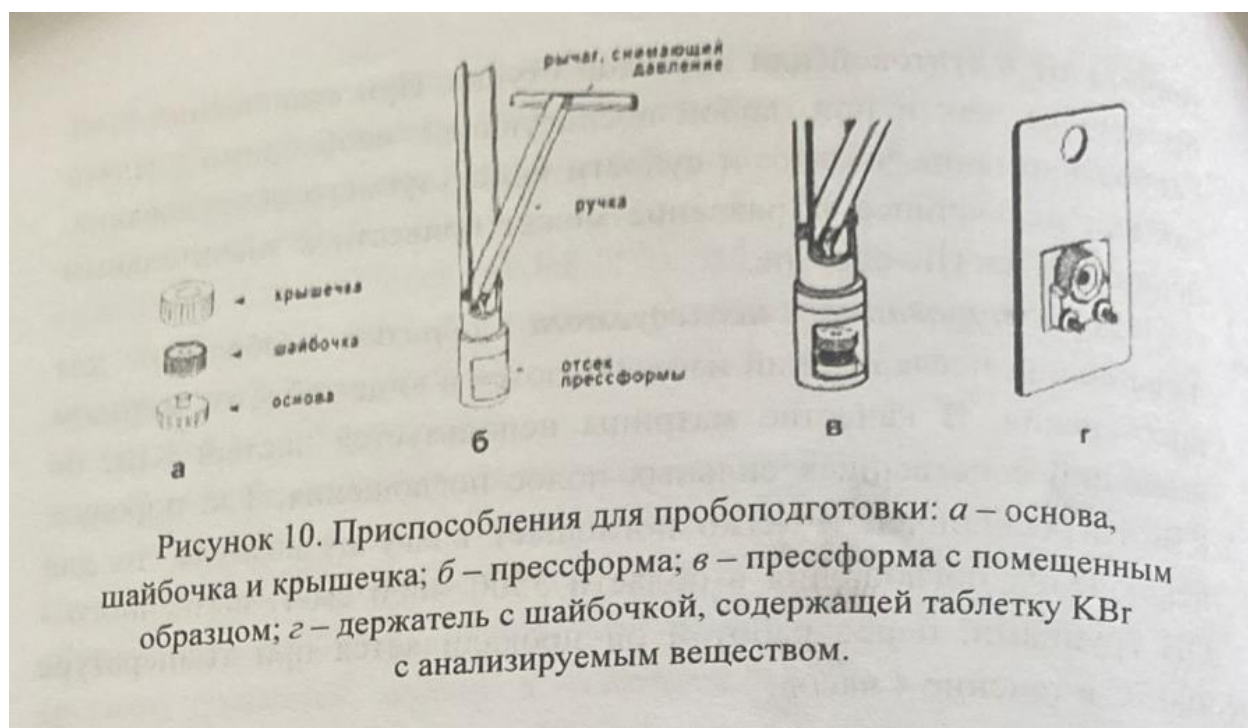 рычаг, снимающий
давление
ручка
крышечка
шайбочка
основа
отсек
прессформы
а
б
в
г
Рисунок 10. Приспособления для пробоподготовки: а – основа,
шайбочка и крышечка; б – прессформа; в – прессформа с помещенным
образцом; г – держатель с шайбочкой, содержащей таблетку KBr
с анализируемым веществом.